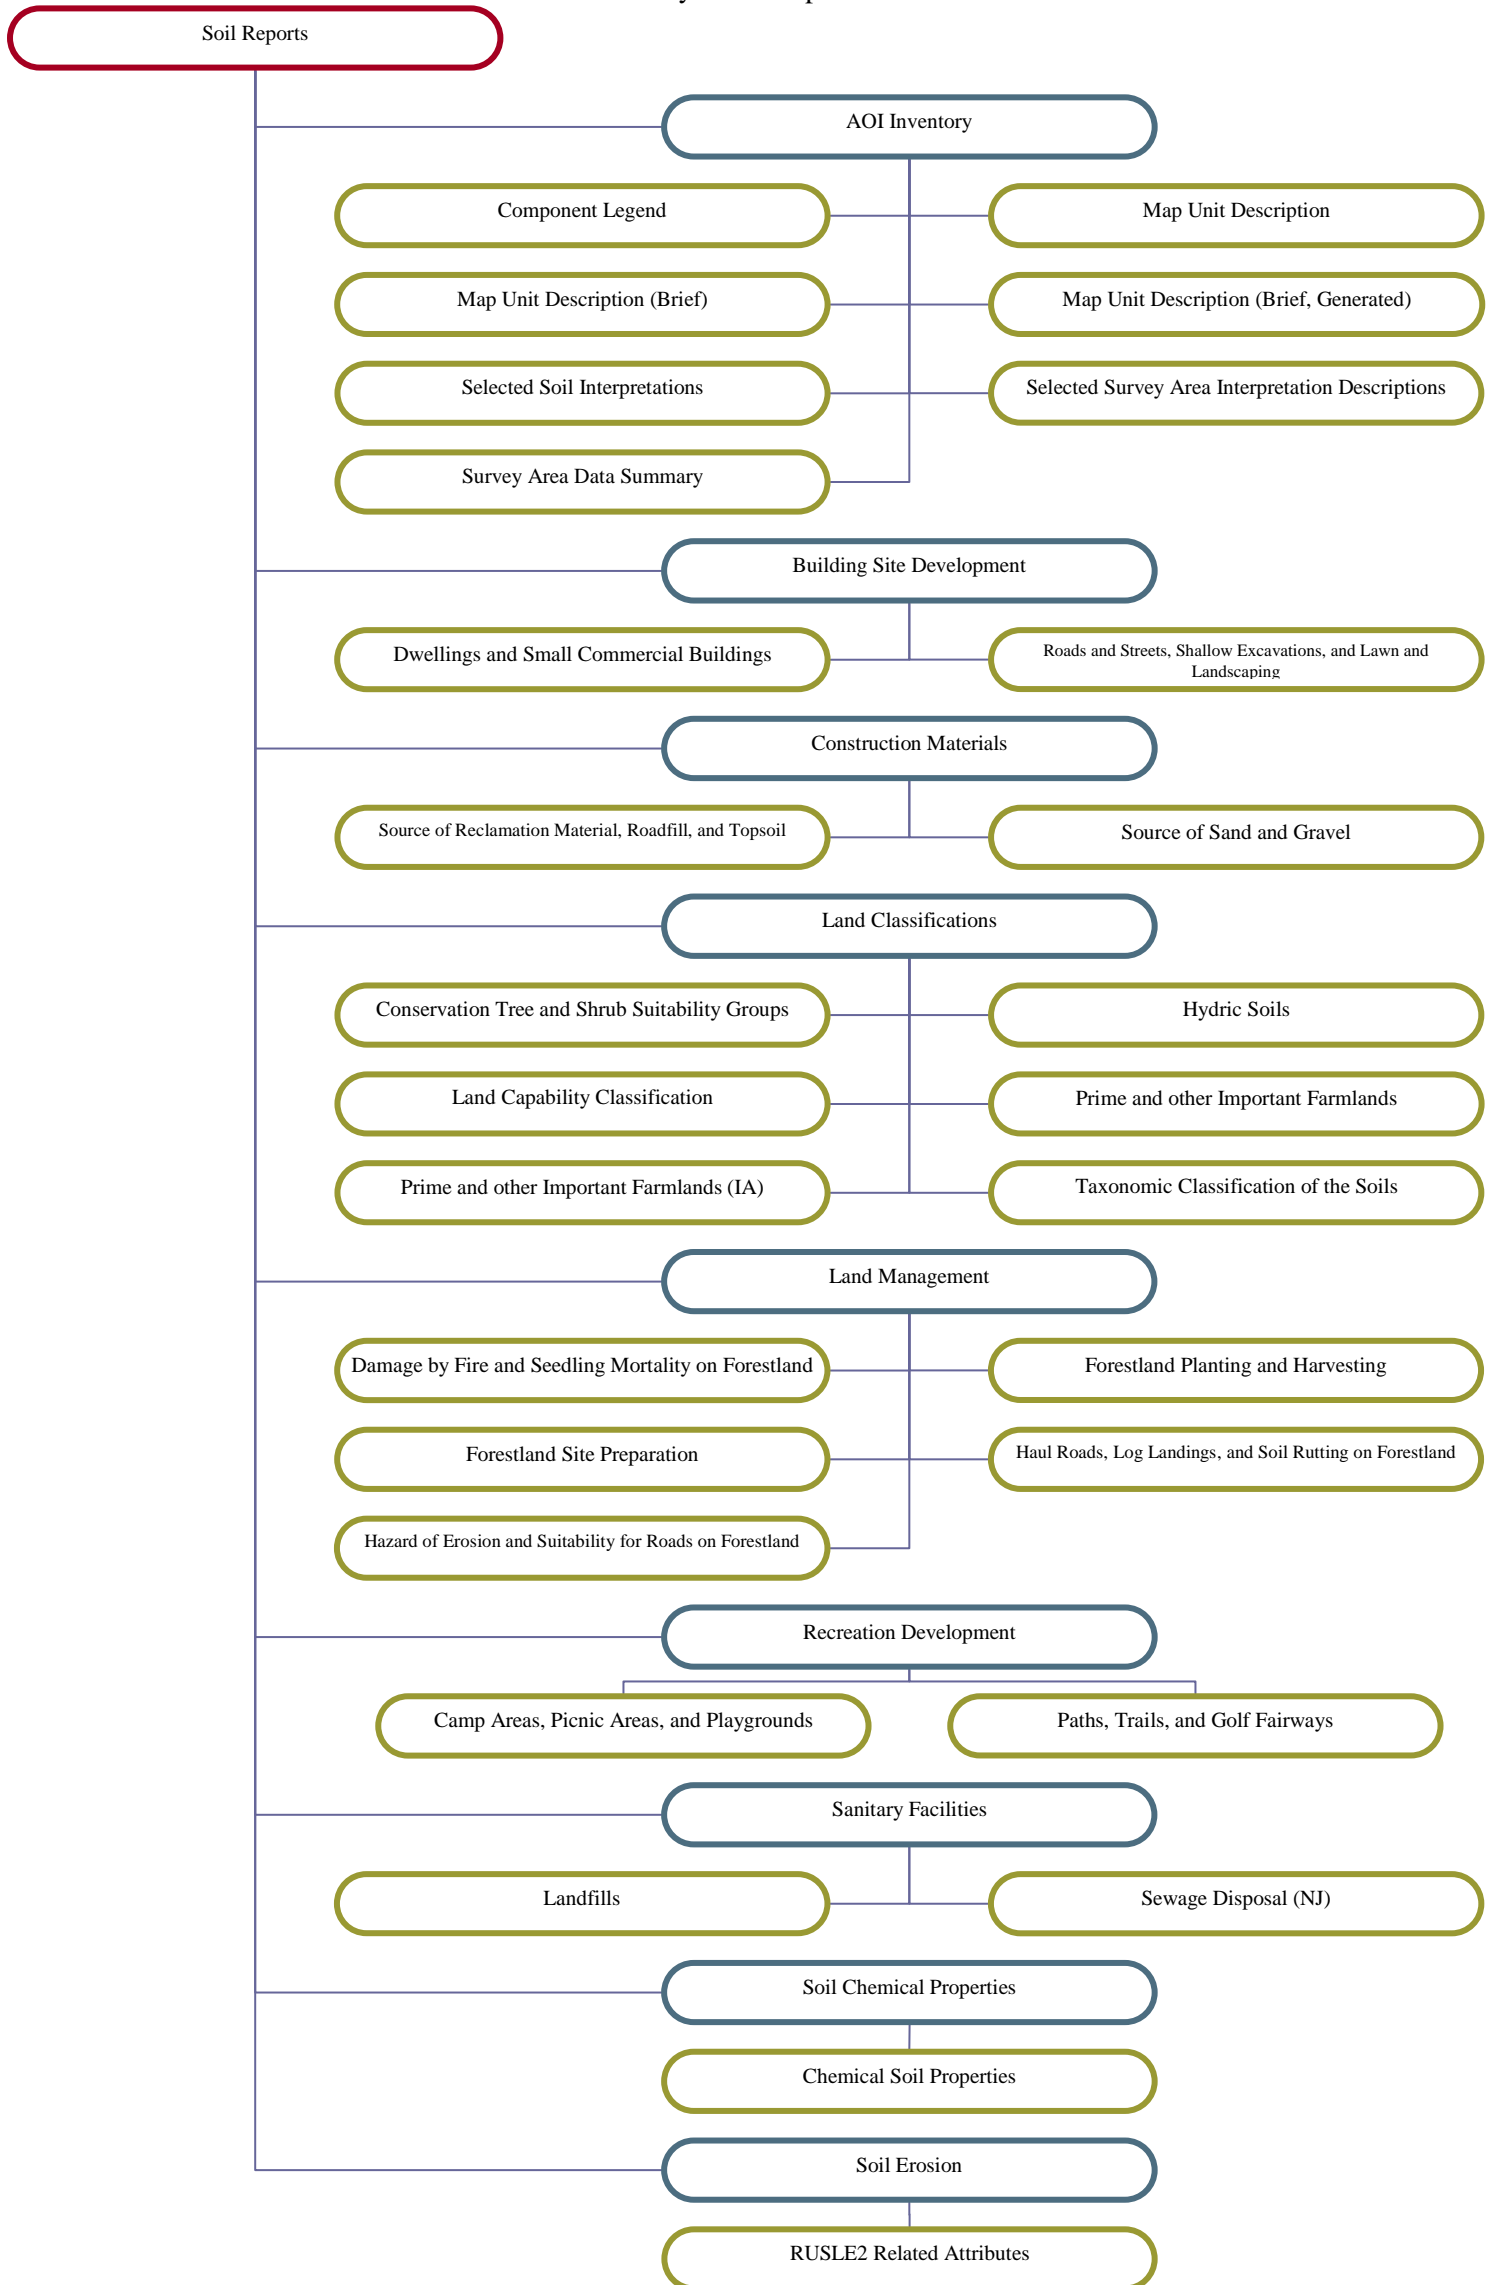 Soil Reports
AOI Inventory
Component Legend
Map Unit Description
Map Unit Description (Brief)
Map Unit Description (Brief, Generated)
Selected Soil Interpretations
Selected Survey Area Interpretation Descriptions
Survey Area Data Summary
Building Site Development
Dwellings and Small Commercial Buildings
Roads and Streets, Shallow Excavations, and Lawn and
Landscaping
Construction Materials
Source of Reclamation Material, Roadfill, and Topsoil
Source of Sand and Gravel
Land Classifications
Conservation Tree and Shrub Suitability Groups
Hydric Soils
Land Capability Classification
Prime and other Important Farmlands
Prime and other Important Farmlands (IA)
Taxonomic Classification of the Soils
Land Management
Damage by Fire and Seedling Mortality on Forestland
Forestland Planting and Harvesting
Forestland Site Preparation
Haul Roads, Log Landings, and Soil Rutting on Forestland
Hazard of Erosion and Suitability for Roads on Forestland
Recreation Development
Camp Areas, Picnic Areas, and Playgrounds
Paths, Trails, and Golf Fairways
Sanitary Facilities
Landfills
Sewage Disposal (NJ)
Soil Chemical Properties
Chemical Soil Properties
Soil Erosion
RUSLE2 Related Attributes